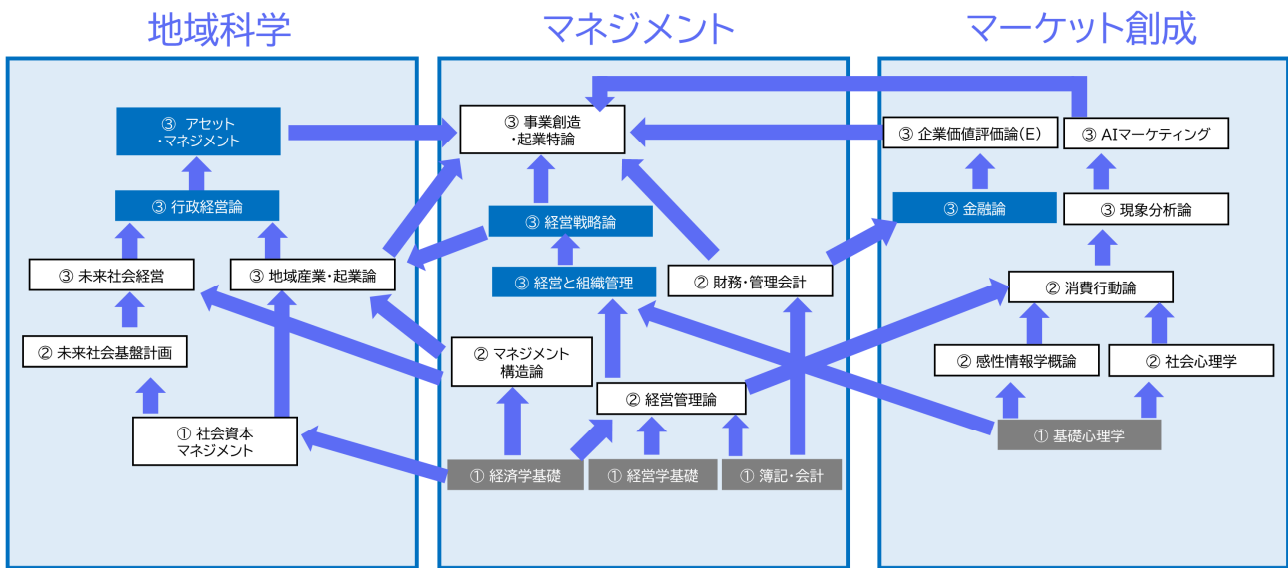 地域科学
③ アセット
・マネジメント
③ 行政経営論
③ 未来社会経営
③ 地域産業・起業論
② 未来社会基盤計画
① 社会資本
マネジメント
マネジメント
③ 事業創造
・起業特論
③ 経営戦略論
③ 経営と組織管理
② 財務・管理会計
② マネジメント
構造論
② 経営管理論
① 経済学基礎
① 経営学基礎
① 簿記・会計
マーケット創成
③ 企業価値評価論(E)
③ AIマーケティング
③ 金融論
③ 現象分析論
② 消費行動論
② 感性情報学概論
② 社会心理学
① 基礎心理学